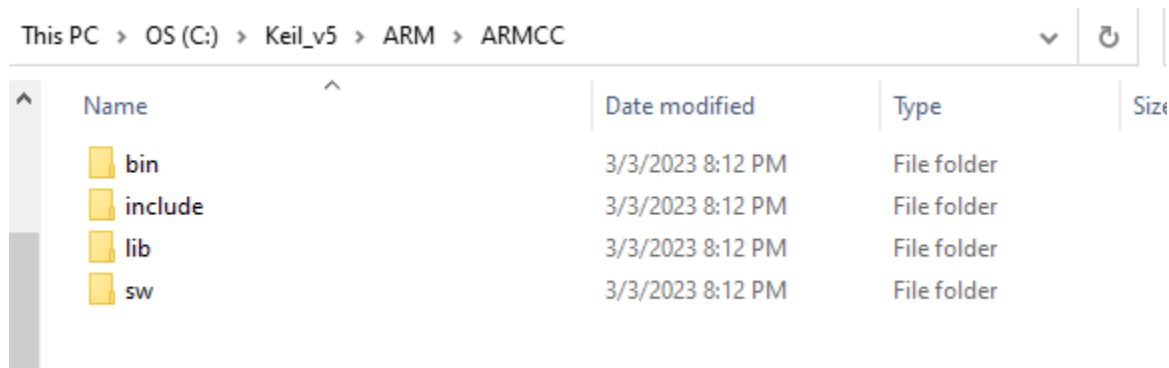 This PC > OS (C:) > Keil_v5 > ARM > ARMCC
Name Date modified Type Size
bin 3/3/2023 8:12 PM File folder
include 3/3/2023 8:12 PM File folder
lib 3/3/2023 8:12 PM File folder
sw 3/3/2023 8:12 PM File folder